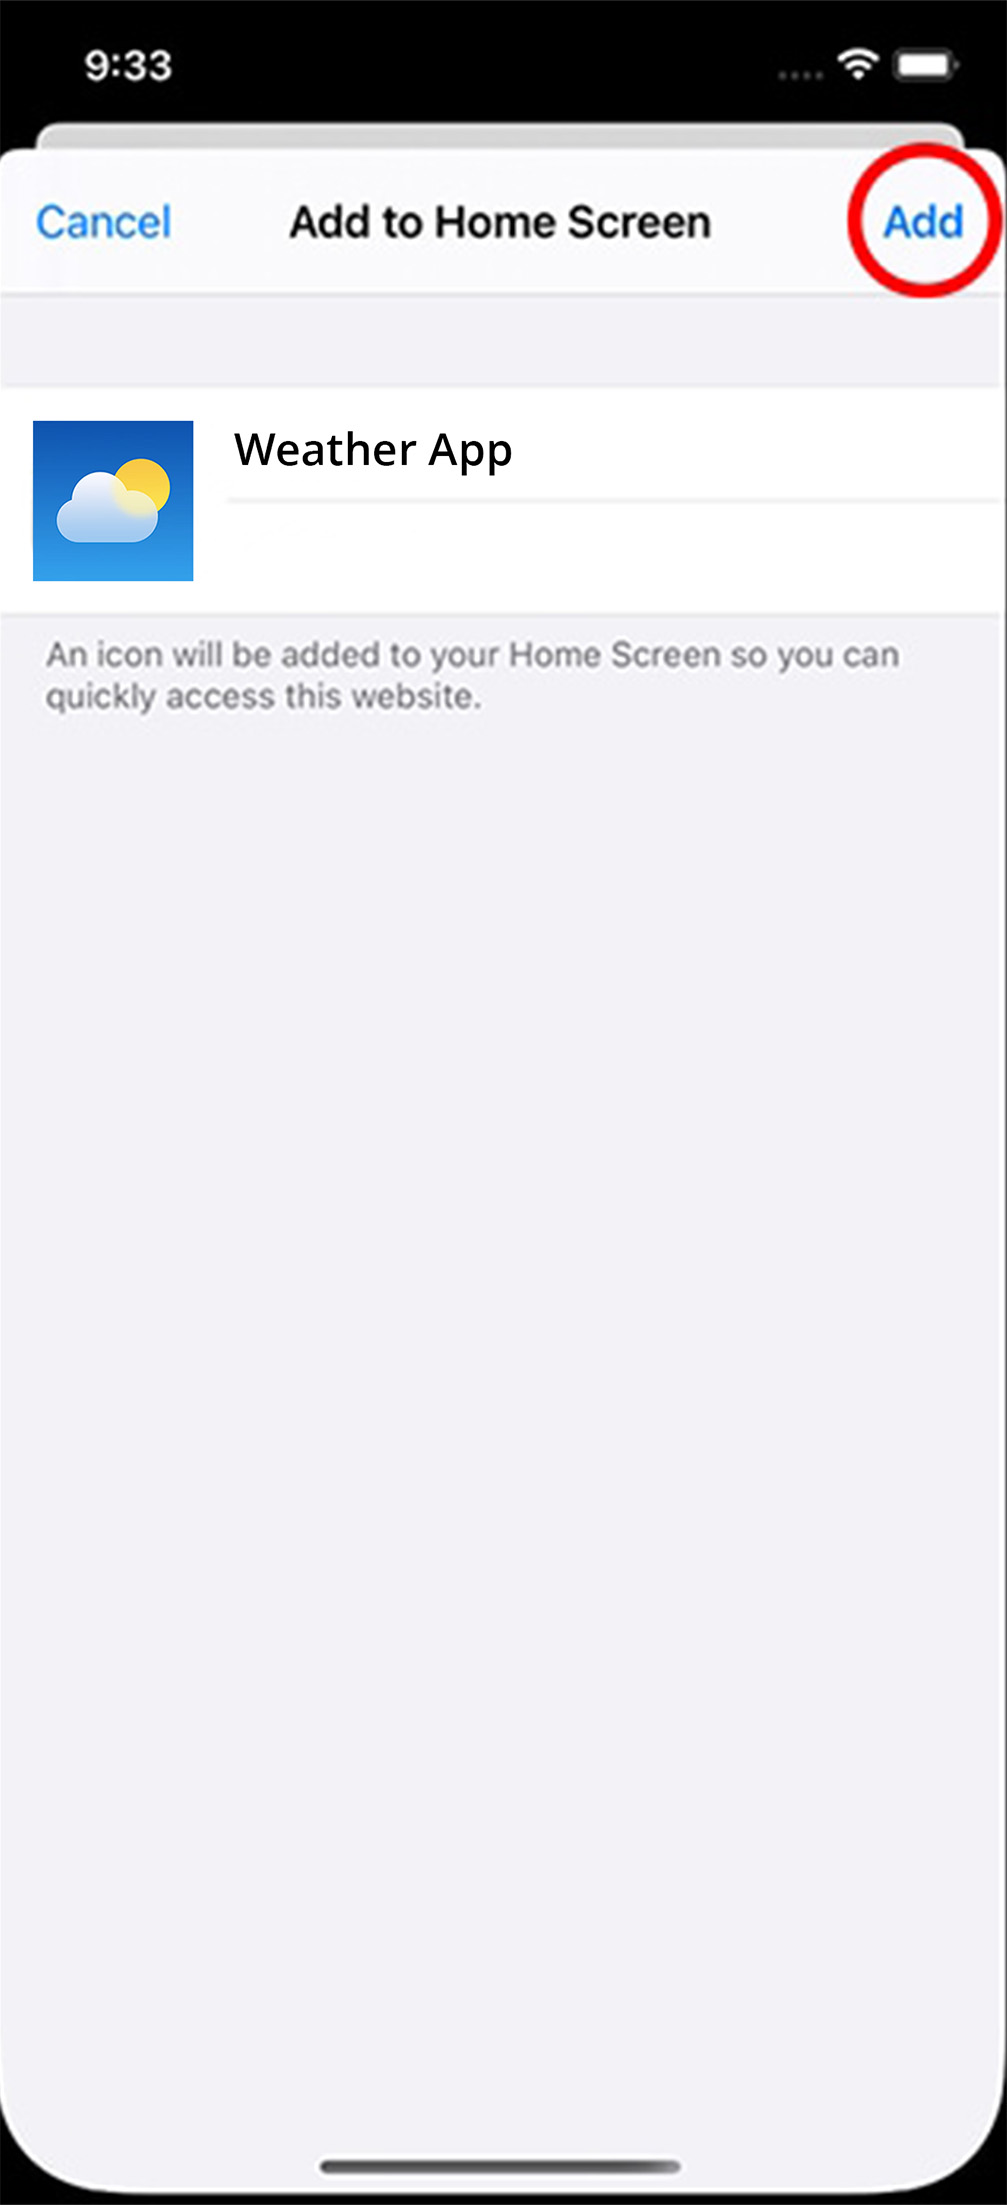 9:33
Cancel
Add to Home Screen
Add
Weather App
An icon will be added to your Home Screen so you can
quickly access this website.